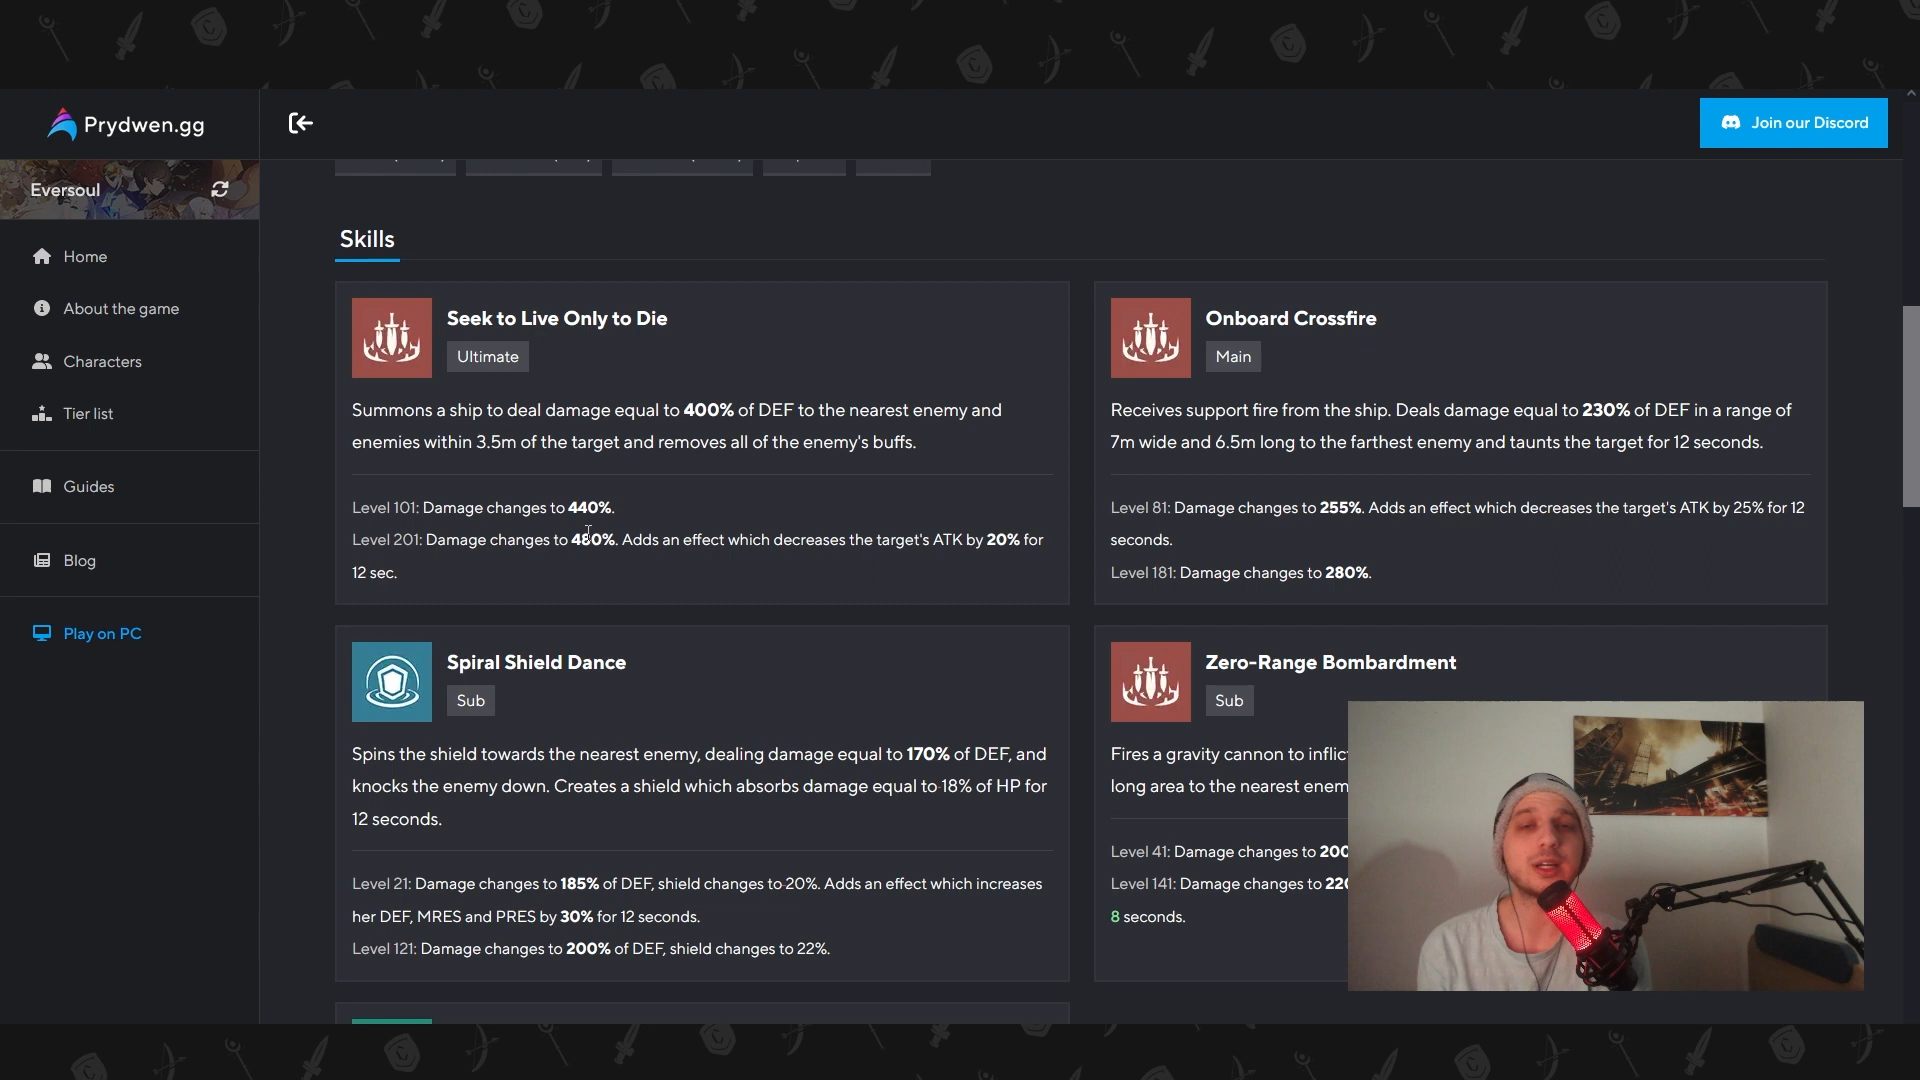 Prydwen.gg
Join our Discord
Eversoul
Home
About the game
Characters
Tier list
Guides
Blog
Play on PC
Skills
Seek to Live Only to Die
Ultimate
Summons a ship to deal damage equal to 400% of DEF to the nearest enemy and
enemies within 3.5m of the target and removes all of the enemy's buffs.
Level 101: Damage changes to 440%.
Level 201: Damage changes to 480%. Adds an effect which decreases the target's ATK by 20% for
12 sec.
Onboard Crossfire
Main
Receives support fire from the ship. Deals damage equal to 230% of DEF in a range of
7m wide and 6.5m long to the farthest enemy and taunts the target for 12 seconds.
Level 81: Damage changes to 255%. Adds an effect which decreases the target's ATK by 25% for 12
seconds.
Level 181: Damage changes to 280%.
Spiral Shield Dance
Sub
Spins the shield towards the nearest enemy, dealing damage equal to 170% of DEF, and
knocks the enemy down. Creates a shield which absorbs damage equal to 18% of HP for
12 seconds.
Level 21: Damage changes to 185% of DEF, shield changes to 20%. Adds an effect which increases
her DEF, MRES and PRES by 30% for 12 seconds.
Level 121: Damage changes to 200% of DEF, shield changes to 22%.
Zero-Range Bombardment
Sub
Fires a gravity cannon to inflic
long area to the nearest enem
Level 41: Damage changes to 200
Level 141: Damage changes to 220
8 seconds.